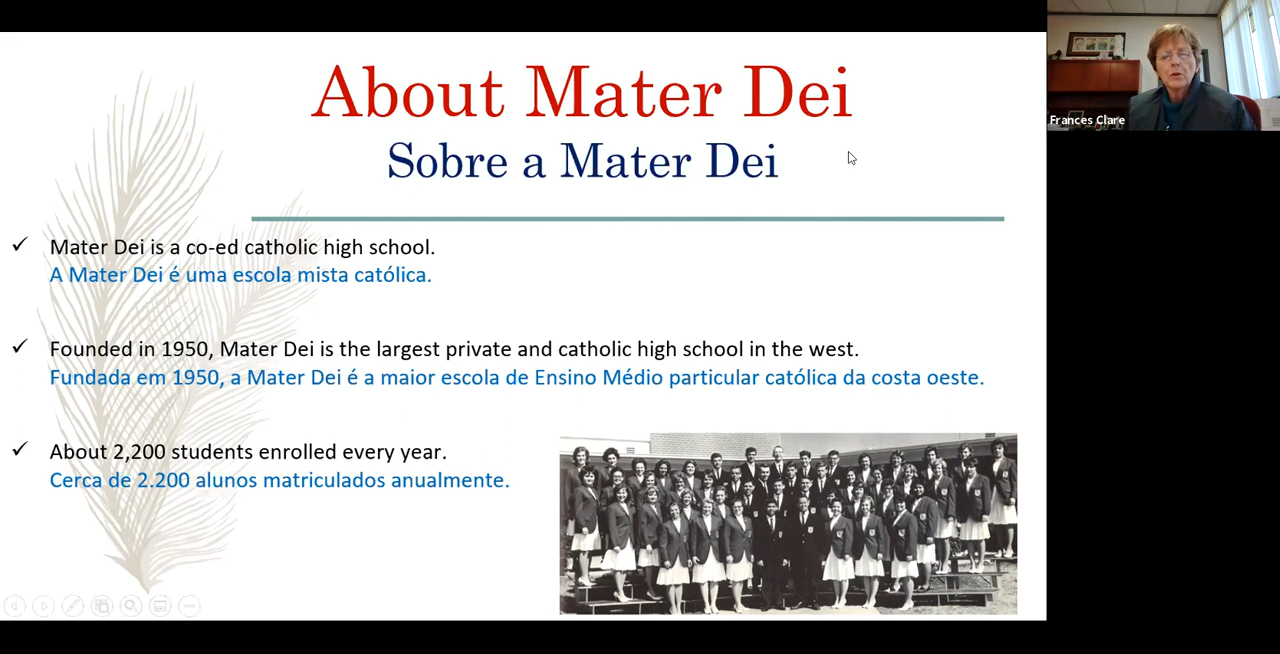 About Mater Dei
Sobre a Mater Dei
Frances Clare
✓ Mater Dei is a co-ed catholic high school.
A Mater Dei é uma escola mista católica.
✓ Founded in 1950, Mater Dei is the largest private and catholic high school in the west.
Fundada em 1950, a Mater Dei é a maior escola de Ensino Médio particular católica da costa oeste.
✓ About 2,200 students enrolled every year.
Cerca de 2.200 alunos matriculados anualmente.